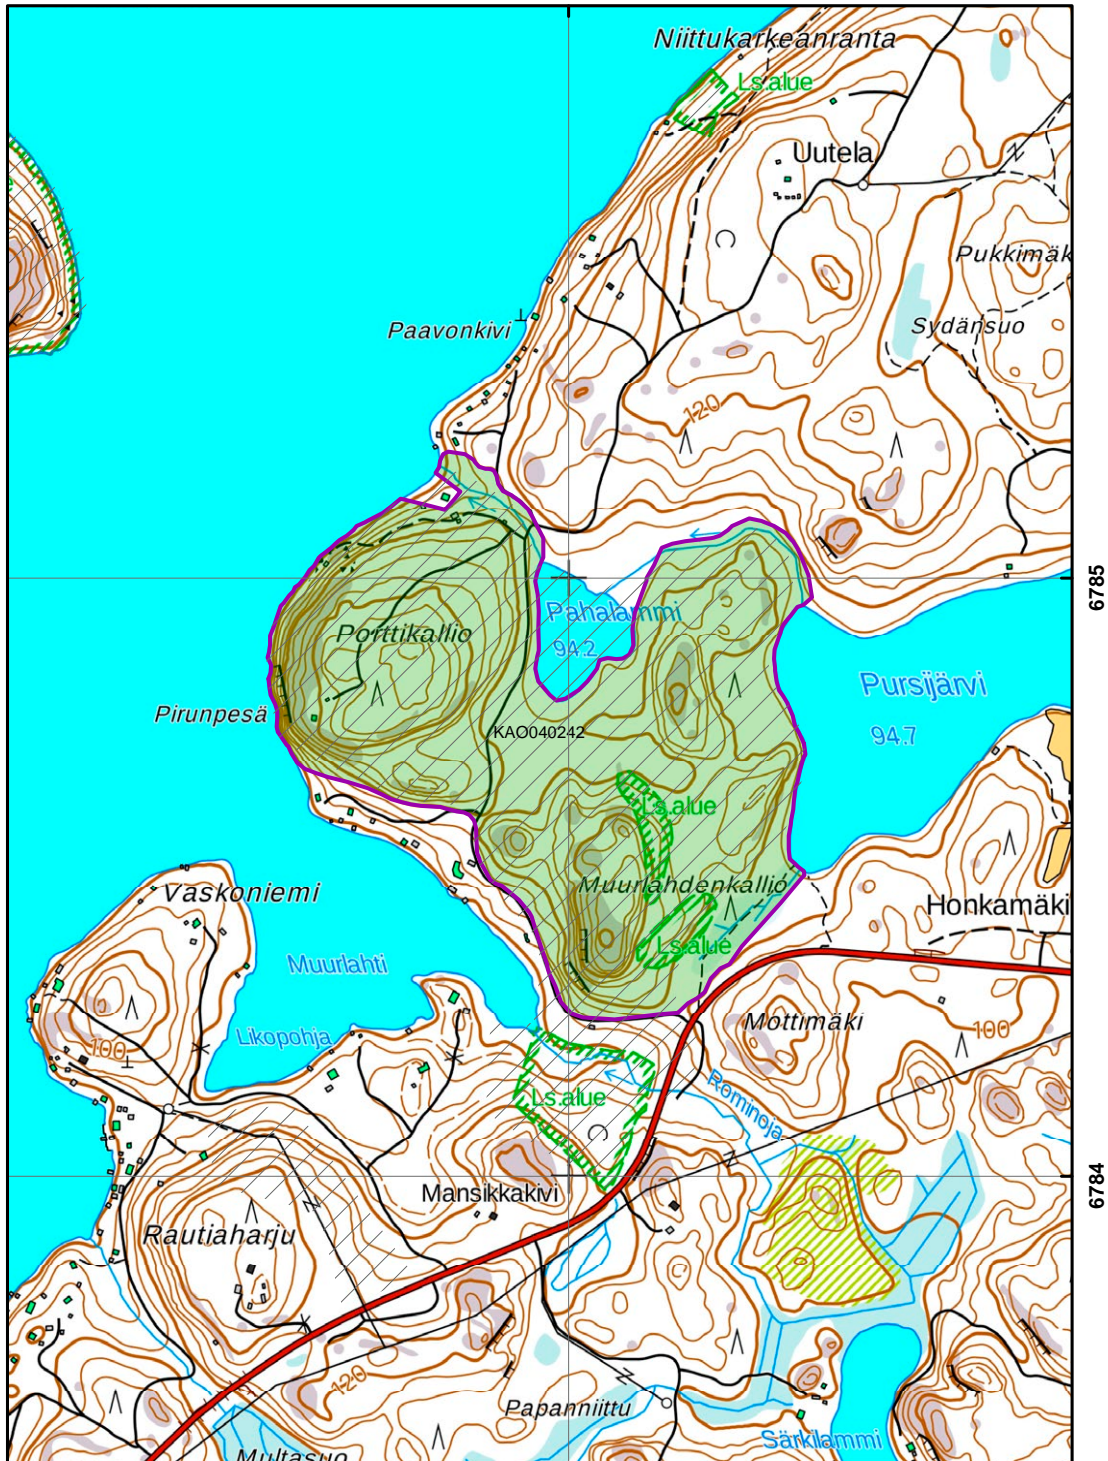 Niittukarkeanranta
Ls.alue
Uutela
Pukkimäk
Paavonkivi
Sydänsuo
120
6785
Pahalammi
94.2
Porttikallio
Pursijärvi
94.7
Pirunpesä
KAO040242
Ls.alue
Muurlahdenkallio
Vaskoniemi
Honkamäki
Ls.alue
Muurlahti
Likopohja
Mottimäki
100
100
Ls.alue
Rominoja
6784
Mansikkakivi
Rautiaharju
120
Papanniittu
Särkilammi
Multasuo